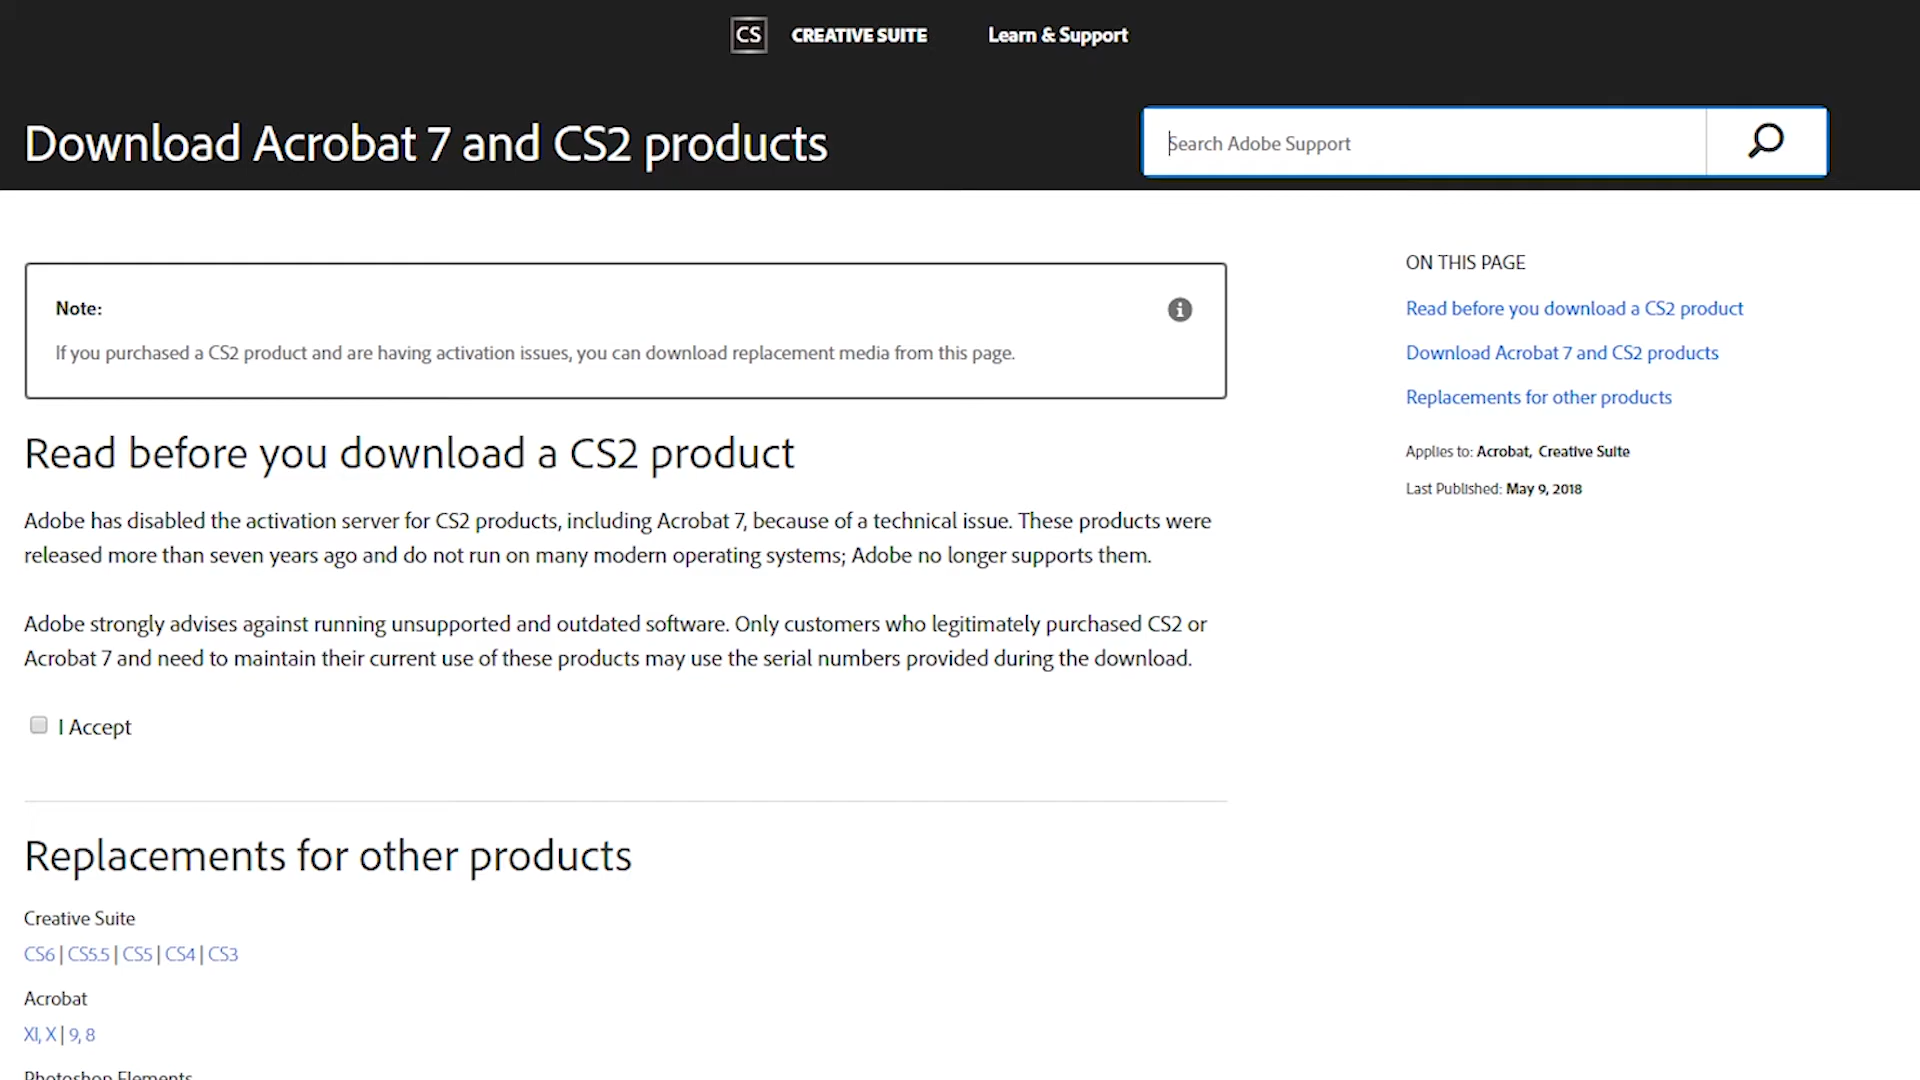 CS CREATIVE SUITE Learn & Support
Download Acrobat 7 and CS2 products
Search Adobe Support
Note:
If you purchased a CS2 product and are having activation issues, you can download replacement media from this page.
Read before you download a CS2 product
Adobe has disabled the activation server for CS2 products, including Acrobat 7, because of a technical issue. These products were
released more than seven years ago and do not run on many modern operating systems; Adobe no longer supports them.
Adobe strongly advises against running unsupported and outdated software. Only customers who legitimately purchased CS2 or
Acrobat 7 and need to maintain their current use of these products may use the serial numbers provided during the download.
I Accept
Replacements for other products
Creative Suite
CS6 | CS5.5 | CS5 | CS4 | CS3
Acrobat
XI, X | 9, 8
Photoshop Elements
ON THIS PAGE
Read before you download a CS2 product
Download Acrobat 7 and CS2 products
Replacements for other products
Applies to: Acrobat, Creative Suite
Last Published: May 9, 2018